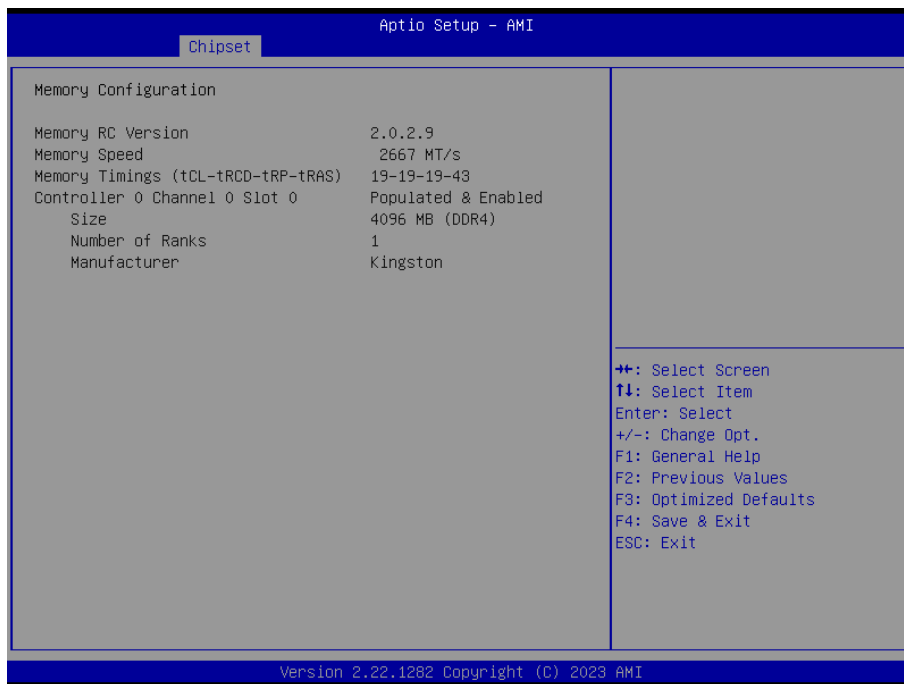 Aptio Setup – AMI
Chipset
Memory Configuration
Memory RC Version 2.0.2.9
Memory Speed 2667 MT/s
Memory Timings (tCL-tRCD-tRP-tRAS) 19-19-19-43
Controller 0 Channel 0 Slot 0 Populated & Enabled
Size 4096 MB (DDR4)
Number of Ranks 1
Manufacturer Kingston
→←: Select Screen
↑↓: Select Item
Enter: Select
+/-: Change Opt.
F1: General Help
F2: Previous Values
F3: Optimized Defaults
F4: Save & Exit
ESC: Exit
Version 2.22.1282 Copyright (C) 2023 AMI